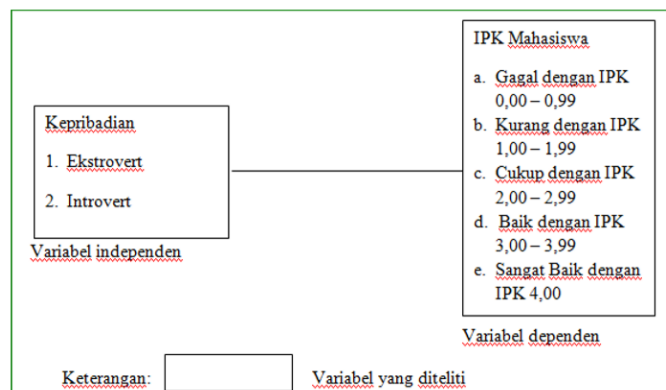 IPK Mahasiswa
a. Gagal dengan IPK
0,00 – 0,99
b. Kurang dengan IPK
1,00 – 1,99
c. Cukup dengan IPK
2,00 – 2,99
d. Baik dengan IPK
3,00 – 3,99
e. Sangat Baik dengan
IPK 4,00
Kepribadian
1. Ekstrovert
2. Introvert
Variabel independen
Variabel dependen
Keterangan:
Variabel yang diteliti